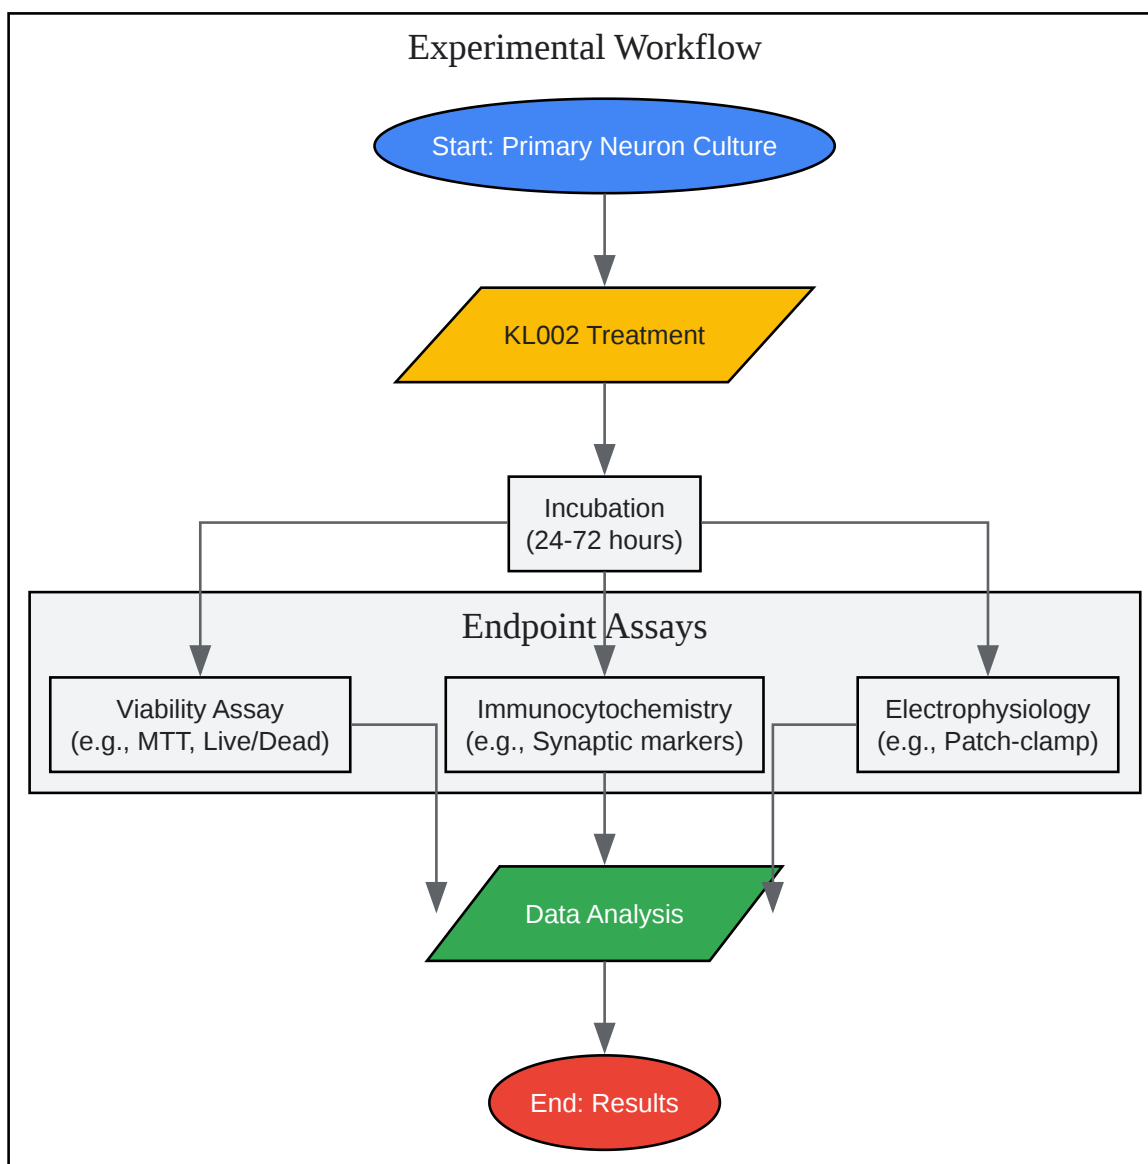 Experimental Workflow
Start: Primary Neuron Culture
KL002 Treatment
Incubation
(24-72 hours)
Endpoint Assays
Viability Assay
(e.g., MTT, Live/Dead)
Immunocytochemistry
(e.g., Synaptic markers)
Electrophysiology
(e.g., Patch-clamp)
Data Analysis
End: Results